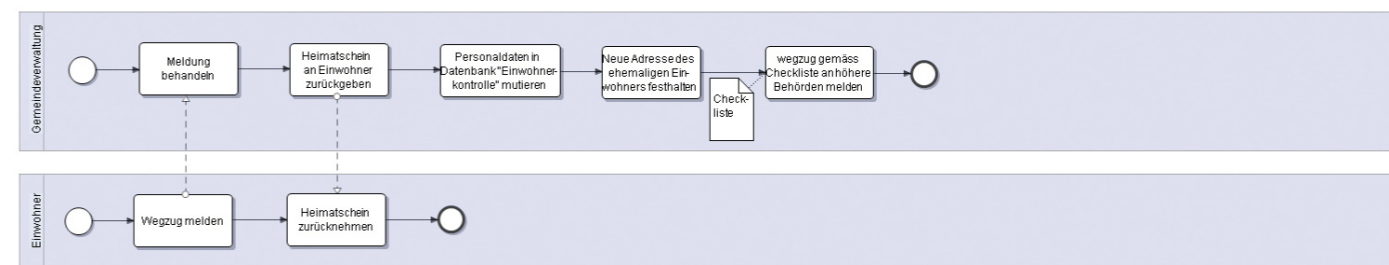 Gemeindeverwaltung
Meldung
behandeln
Heimatschein
an Einwohner
zurückgeben
Personaldaten in
Datenbank "Einwohner-
kontrolle" mutieren
Neue Adresse des
ehemaligen Ein-
wohners festhalten
Check-
liste
wegzug gemäss
Checkliste an höhere
Behörden melden
Einwohner
Wegzug melden
Heimatschein
zurücknehmen